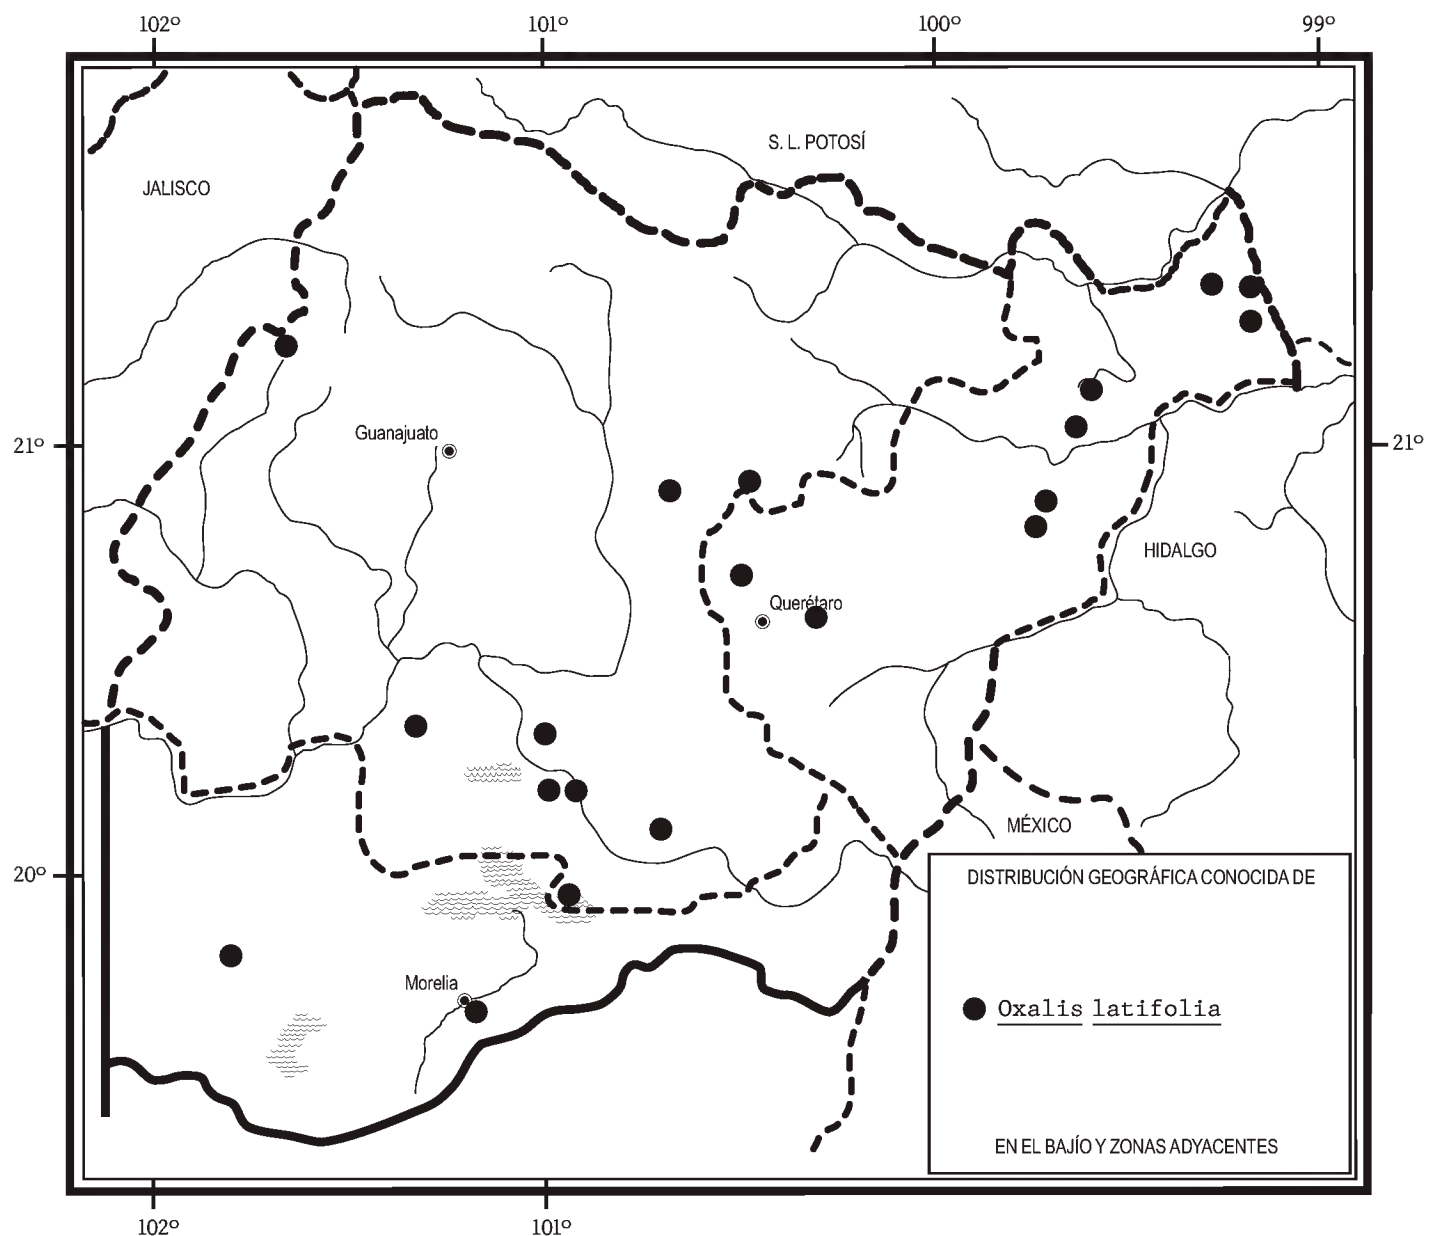 102º 101º 100º 99º
S. L. POTOSÍ
JALISCO
Guanajuato
21º 21º
HIDALGO
Querétaro
MÉXICO
20º
DISTRIBUCIÓN GEOGRÁFICA CONOCIDA DE
Morelia
Oxalis latifolia
EN EL BAJÍO Y ZONAS ADYACENTES
102º 101º